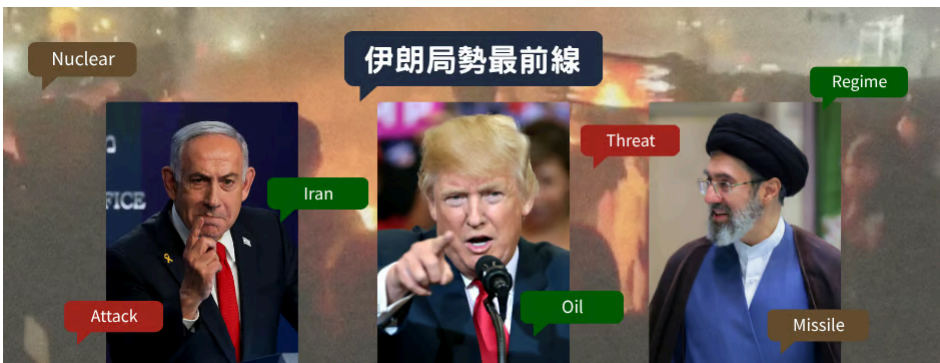 伊朗局勢最前線
Nuclear
Regime
Threat
Iran
FICE
Oil
Attack
Missile